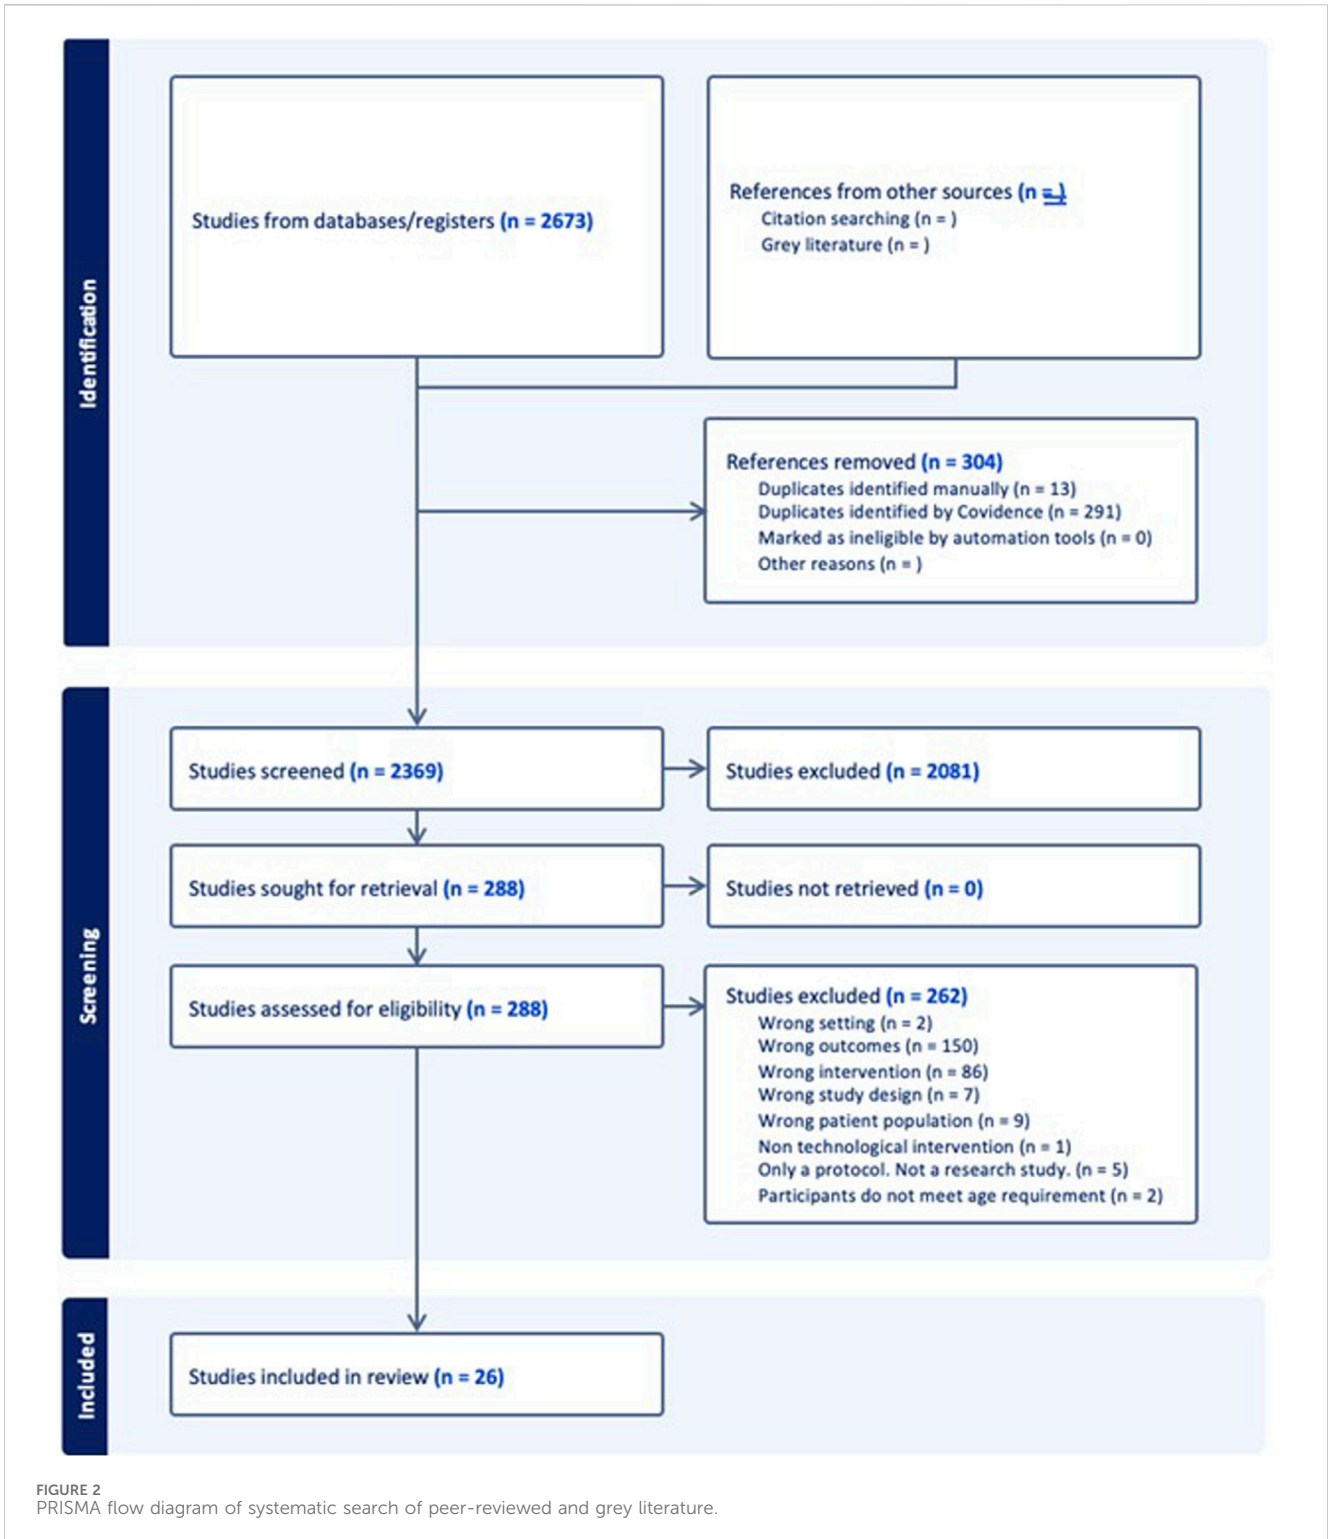 Identification
Studies from databases/registers (n = 2673)
References from other sources (n = )
Citation searching (n = )
Grey literature (n = )
References removed (n = 304)
Duplicates identified manually (n = 13)
Duplicates identified by Covidence (n = 291)
Marked as ineligible by automation tools (n = 0)
Other reasons (n = )
Screening
Studies screened (n = 2369)
Studies excluded (n = 2081)
Studies sought for retrieval (n = 288)
Studies not retrieved (n = 0)
Studies assessed for eligibility (n = 288)
Studies excluded (n = 262)
Wrong setting (n = 2)
Wrong outcomes (n = 150)
Wrong intervention (n = 86)
Wrong study design (n = 7)
Wrong patient population (n = 9)
Non technological intervention (n = 1)
Only a protocol. Not a research study. (n = 5)
Participants do not meet age requirement (n = 2)
Included
Studies included in review (n = 26)
FIGURE 2
PRISMA flow diagram of systematic search of peer-reviewed and grey literature.